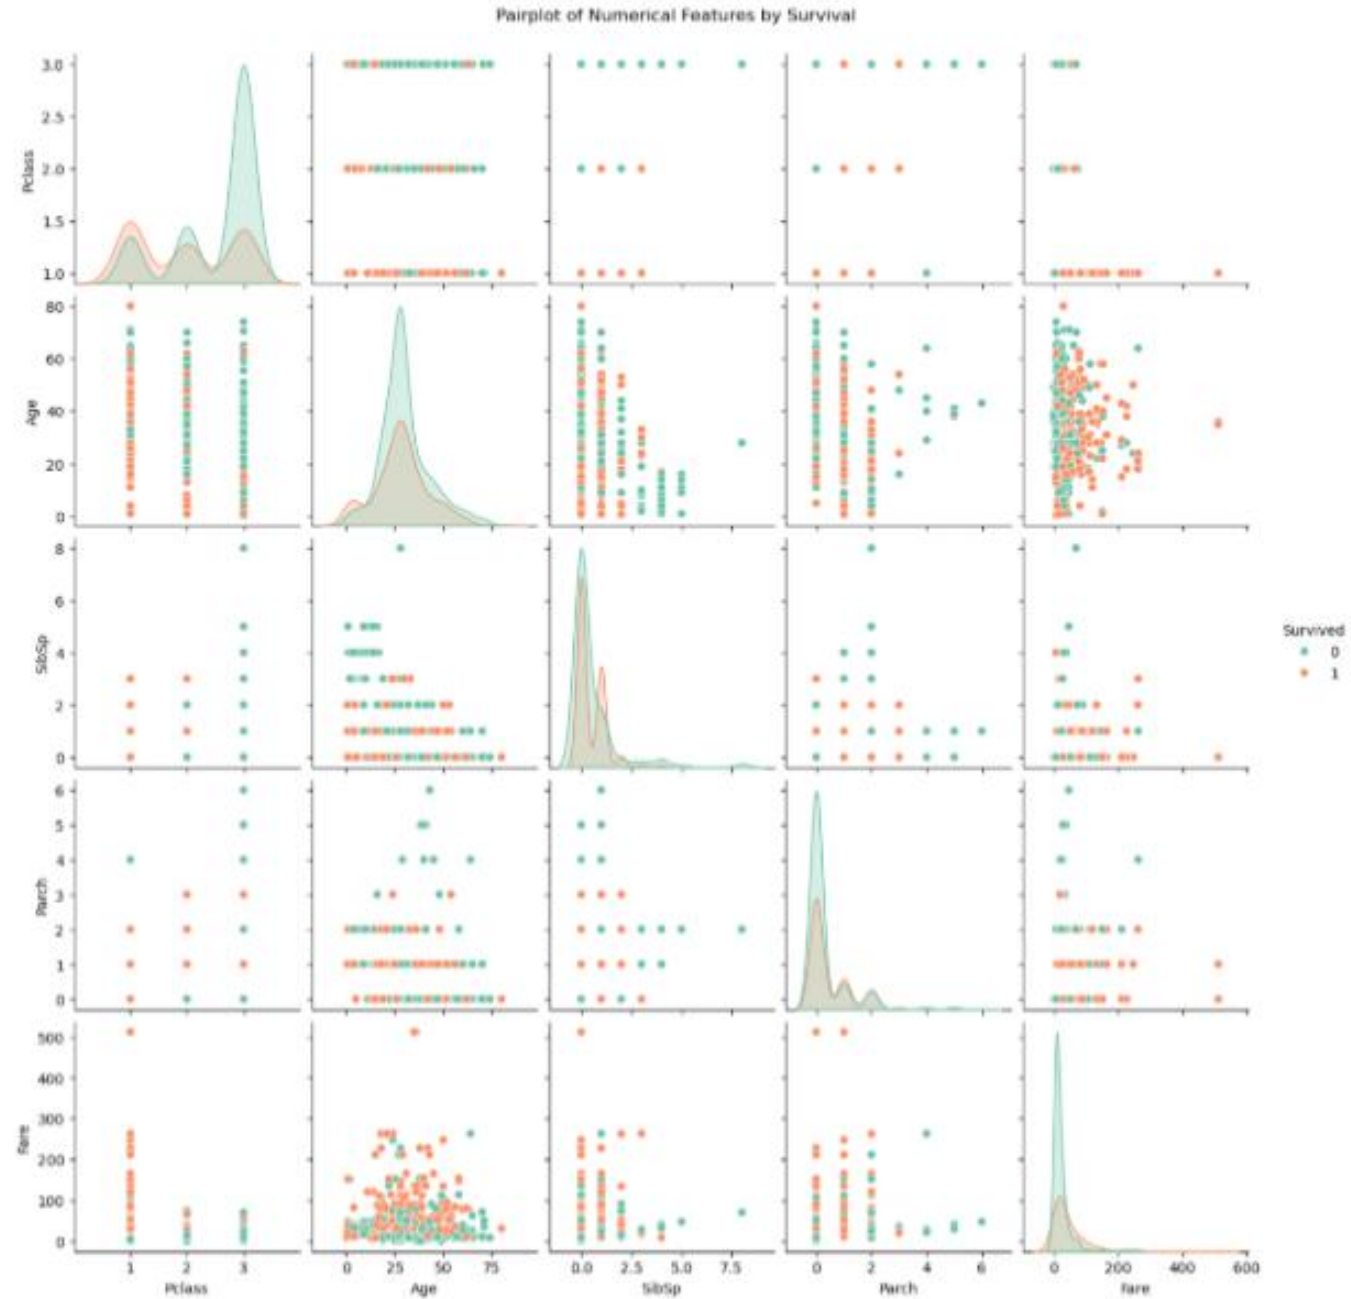 Pairplot of Numerical Features by Survival
3.0
2.5
2.0
1.5
1.0
Pclass
80
60
40
20
0
Age
8
6
4
2
0
SibSp
Survived
0
1
6
5
4
3
2
1
0
Parch
500
400
300
200
100
0
Fare
1 2 3
0 25 50 75
0.0 2.5 5.0 7.5
0 2 4 6
0 200 400 600
Pclass
Age
SibSp
Parch
Fare